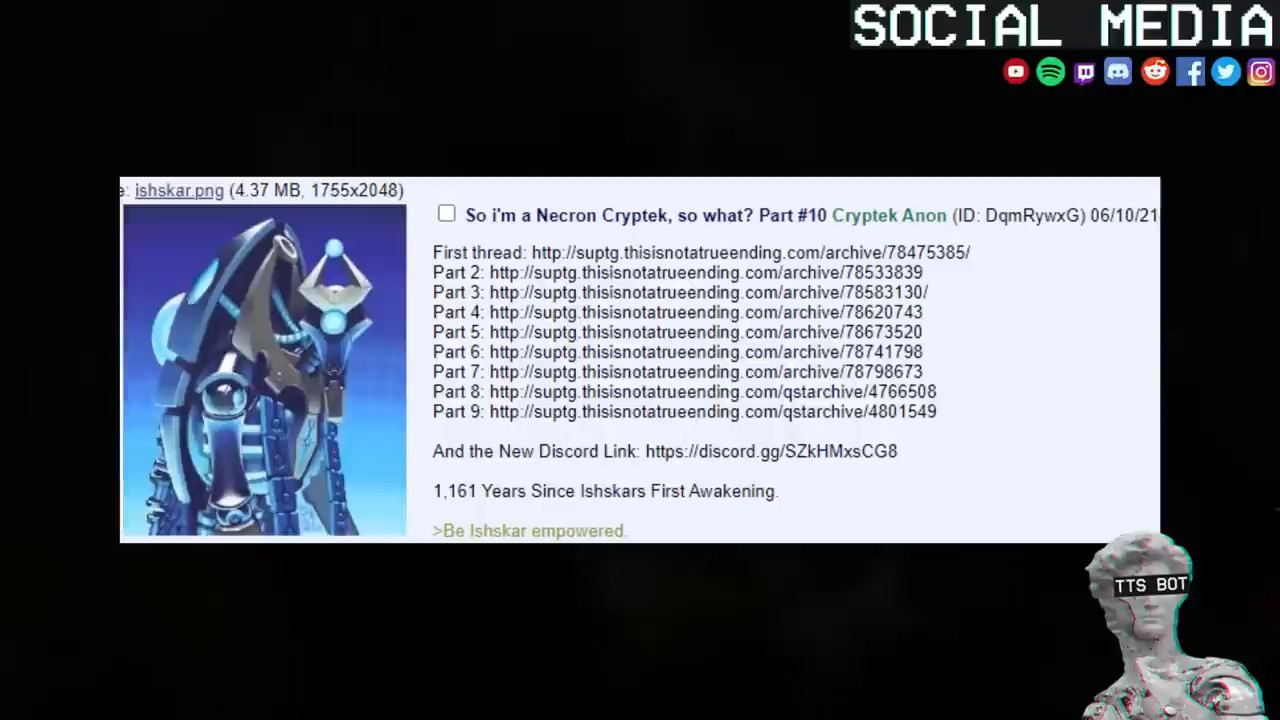 SOCIAL MEDIA
e: ishskar.png (4.37 MB, 1755x2048)
So i'm a Necron Cryptek, so what? Part #10 Cryptek Anon (ID: DqmRywxG) 06/10/21
First thread: http://suptg.thisisnotatrueending.com/archive/78475385/
Part 2: http://suptg.thisisnotatrueending.com/archive/78533839
Part 3: http://suptg.thisisnotatrueending.com/archive/78583130/
Part 4: http://suptg.thisisnotatrueending.com/archive/78620743
Part 5: http://suptg.thisisnotatrueending.com/archive/78673520
Part 6: http://suptg.thisisnotatrueending.com/archive/78741798
Part 7: http://suptg.thisisnotatrueending.com/archive/78798673
Part 8: http://suptg.thisisnotatrueending.com/qstarchive/4766508
Part 9: http://suptg.thisisnotatrueending.com/qstarchive/4801549
And the New Discord Link: https://discord.gg/SZkHMxsCG8
1,161 Years Since Ishskars First Awakening.
>Be Ishskar empowered.
TTS BOT